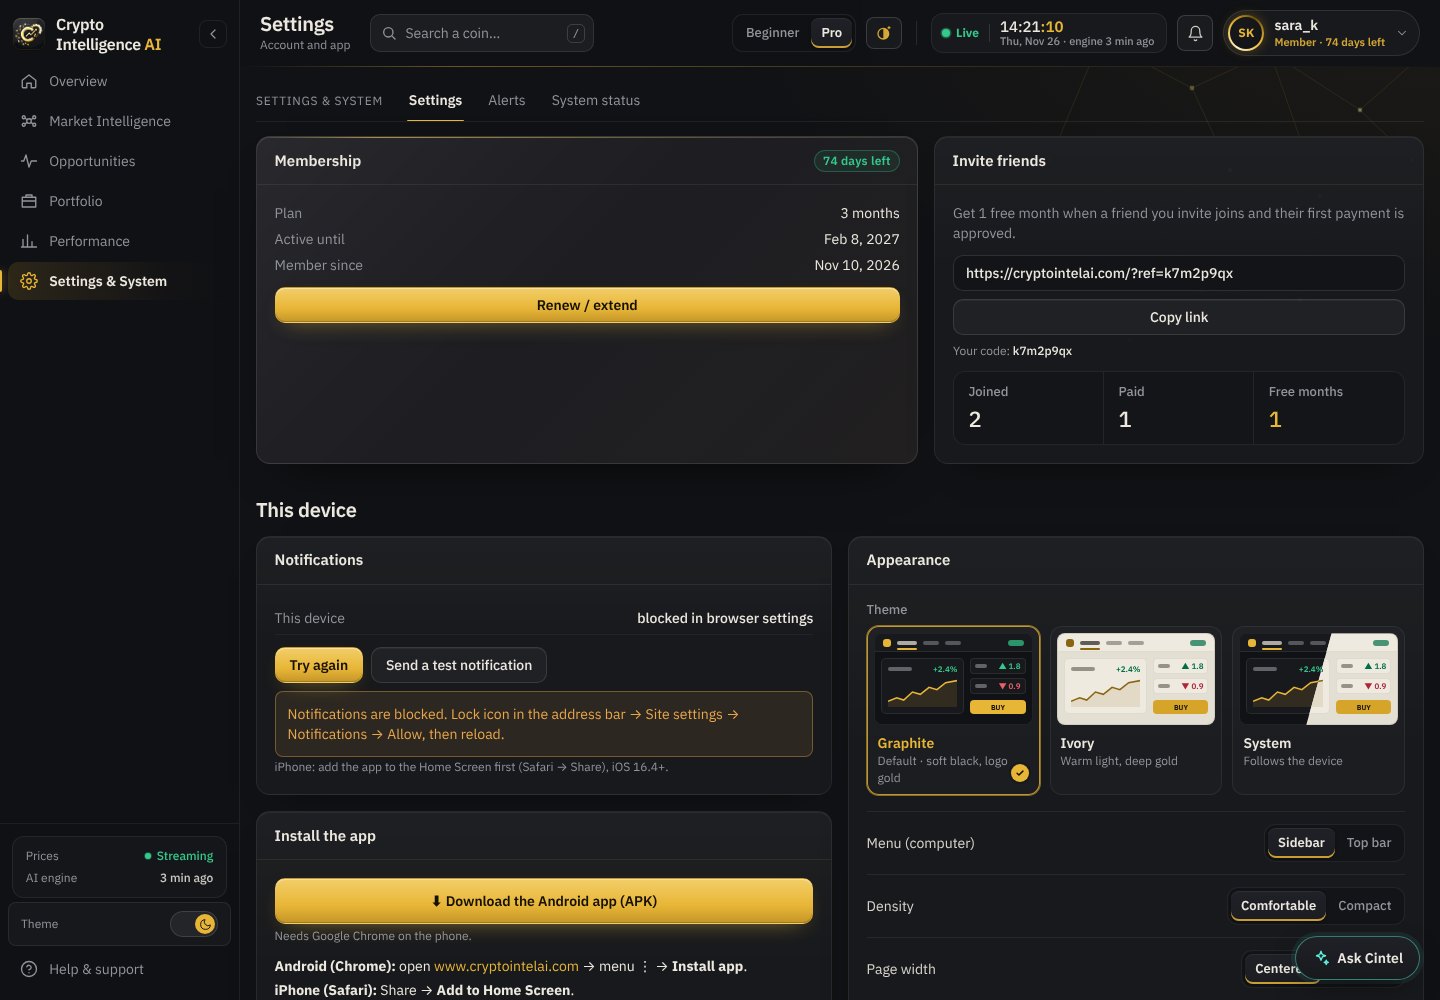 Crypto
Intelligence AI
Overview
Market Intelligence
Opportunities
Portfolio
Performance
Settings & System
Prices
Streaming
AI engine
3 min ago
Theme
Help & support
Settings
Account and app
Search a coin...
/
Beginner
Pro
Live
14:21:10
Thu, Nov 26 · engine 3 min ago
SK
sara_k
Member · 74 days left
SETTINGS & SYSTEM
Settings
Alerts
System status
Membership
74 days left
Plan
3 months
Active until
Feb 8, 2027
Member since
Nov 10, 2026
Renew / extend
Invite friends
Get 1 free month when a friend you invite joins and their first payment is
approved.
https://cryptointelai.com/?ref=k7m2p9qx
Copy link
Your code: k7m2p9qx
Joined
2
Paid
1
Free months
1
This device
Notifications
This device
blocked in browser settings
Try again
Send a test notification
Notifications are blocked. Lock icon in the address bar → Site settings →
Notifications → Allow, then reload.
iPhone: add the app to the Home Screen first (Safari → Share), iOS 16.4+.
Install the app
⬇ Download the Android app (APK)
Needs Google Chrome on the phone.
Android (Chrome): open www.cryptointelai.com → menu ⋮ → Install app.
iPhone (Safari): Share → Add to Home Screen.
Appearance
Theme
+2.4%
▲ 1.8
▼ 0.9
BUY
Graphite
Default · soft black, logo
gold
+2.4%
▲ 1.8
▼ 0.9
BUY
Ivory
Warm light, deep gold
+2.4%
▲ 1.8
▼ 0.9
BUY
System
Follows the device
Menu (computer)
Sidebar
Top bar
Density
Comfortable
Compact
Page width
Ask Cintel